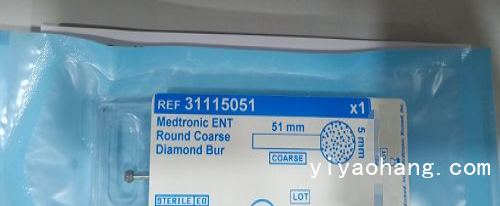 REF 31115051 x1
Medtronic ENT
Round Coarse
Diamond Bur
51 mm
5 mm
COARSE
STERILE EO
LOT
yiyaohang.com